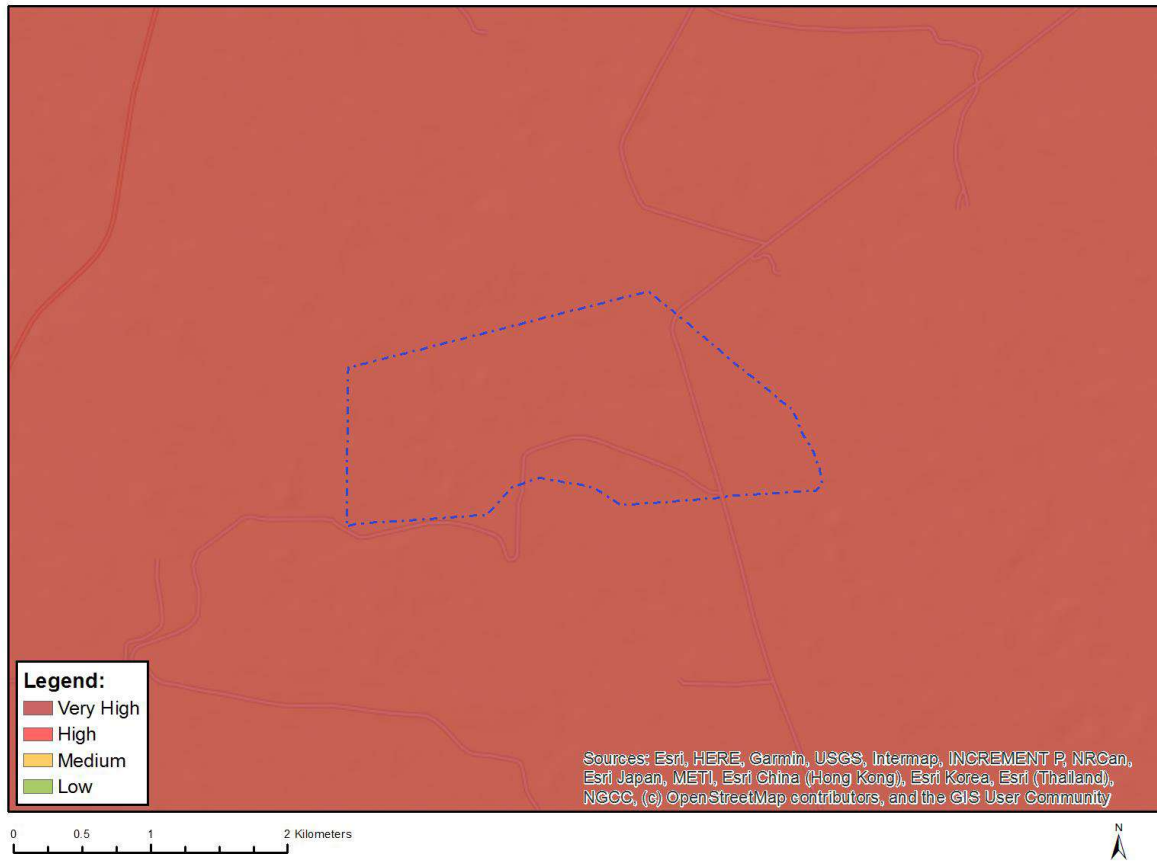 Legend:
Very High
High
Medium
Low
Sources: Esri, HERE, Garmin, USGS, Intermap, INCREMENT P, NRCan,
Esri Japan, METI, Esri China (Hong Kong), Esri Korea, Esri (Thailand),
NGCC, (c) OpenStreetMap contributors, and the GIS User Community
0 0.5 1 2 Kilometers
N